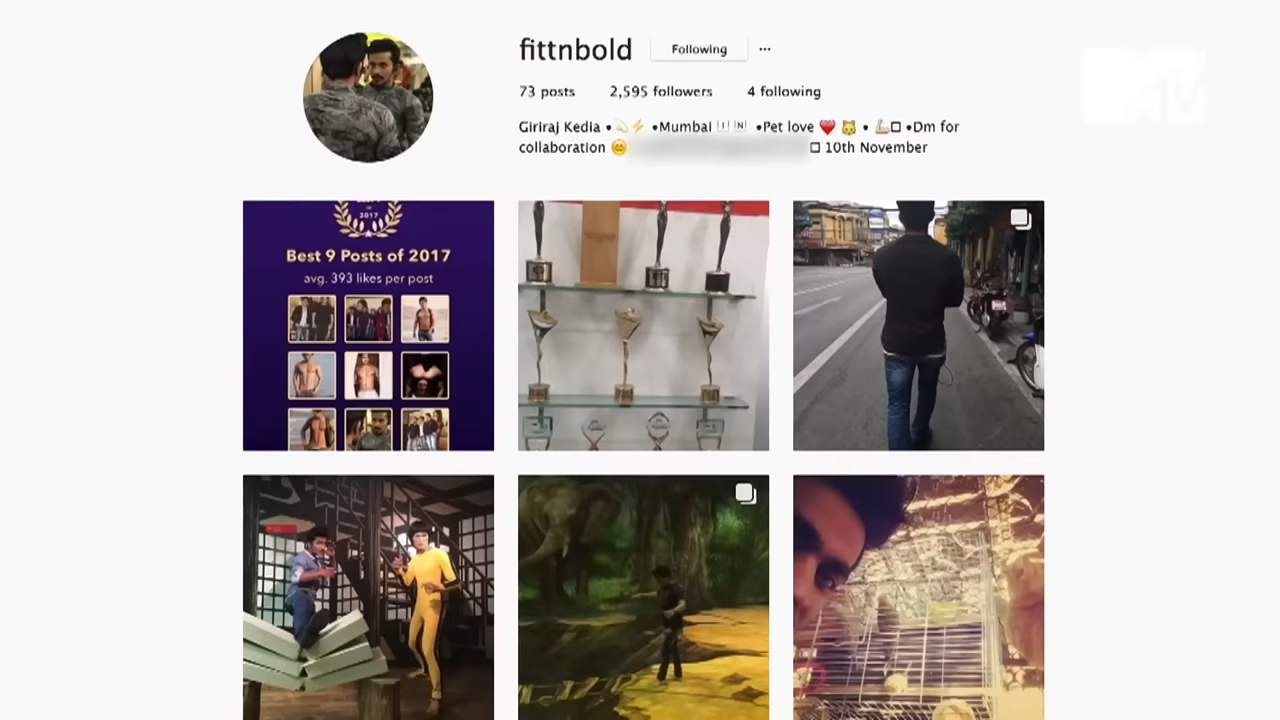 fittnbold Following ...
73 posts 2,595 followers 4 following
Giriraj Kedia • 💫⚡ •Mumbai 🇮 🇳 •Pet love ❤️ 🐱 • 💪□ •Dm for
collaboration 😊 □ 10th November
2017
Best 9 Posts of 2017
avg. 393 likes per post
MTV